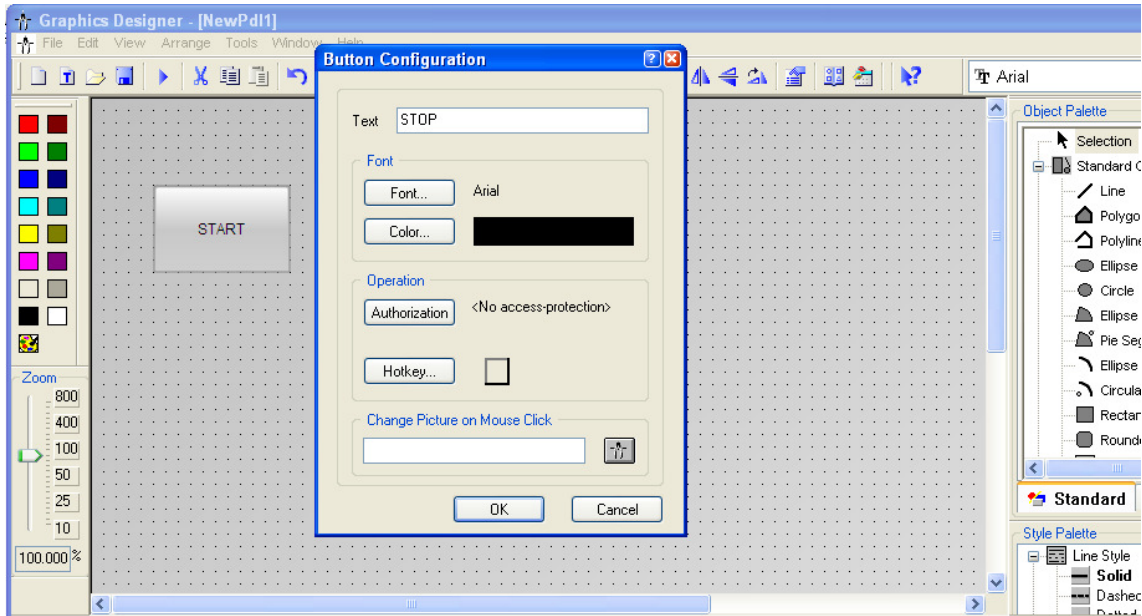 Graphics Designer - [NewPdl1]
File Edit View Arrange Tools Window Help
Arial
Button Configuration
Text STOP
Font
Font... Arial
Color...
Operation
Authorization <No access-protection>
Hotkey...
Change Picture on Mouse Click
OK Cancel
START
Zoom
800
400
100
50
25
10
100.000 %
Object Palette
Selection
Standard O
Line
Polygo
Polyline
Ellipse
Circle
Ellipse
Pie Seg
Ellipse
Circula
Rectan
Rounde
Standard
Style Palette
Line Style
Solid
Dashed